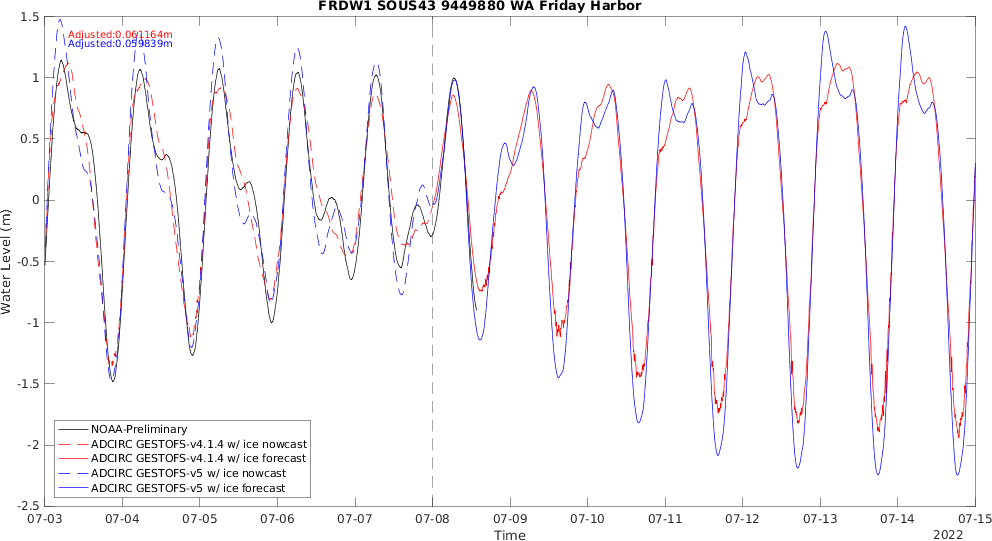 FRDW1 SOUS43 9449880 WA Friday Harbor
Adjusted:0.061164m
Adjusted:0.059839m
Water Level (m)
1.5
1
0.5
0
-0.5
-1
-1.5
-2
-2.5
NOAA-Preliminary
ADCIRC GESTOFS-v4.1.4 w/ ice nowcast
ADCIRC GESTOFS-v4.1.4 w/ ice forecast
ADCIRC GESTOFS-v5 w/ ice nowcast
ADCIRC GESTOFS-v5 w/ ice forecast
07-03 07-04 07-05 07-06 07-07 07-08 07-09 07-10 07-11 07-12 07-13 07-14 07-15
Time
2022